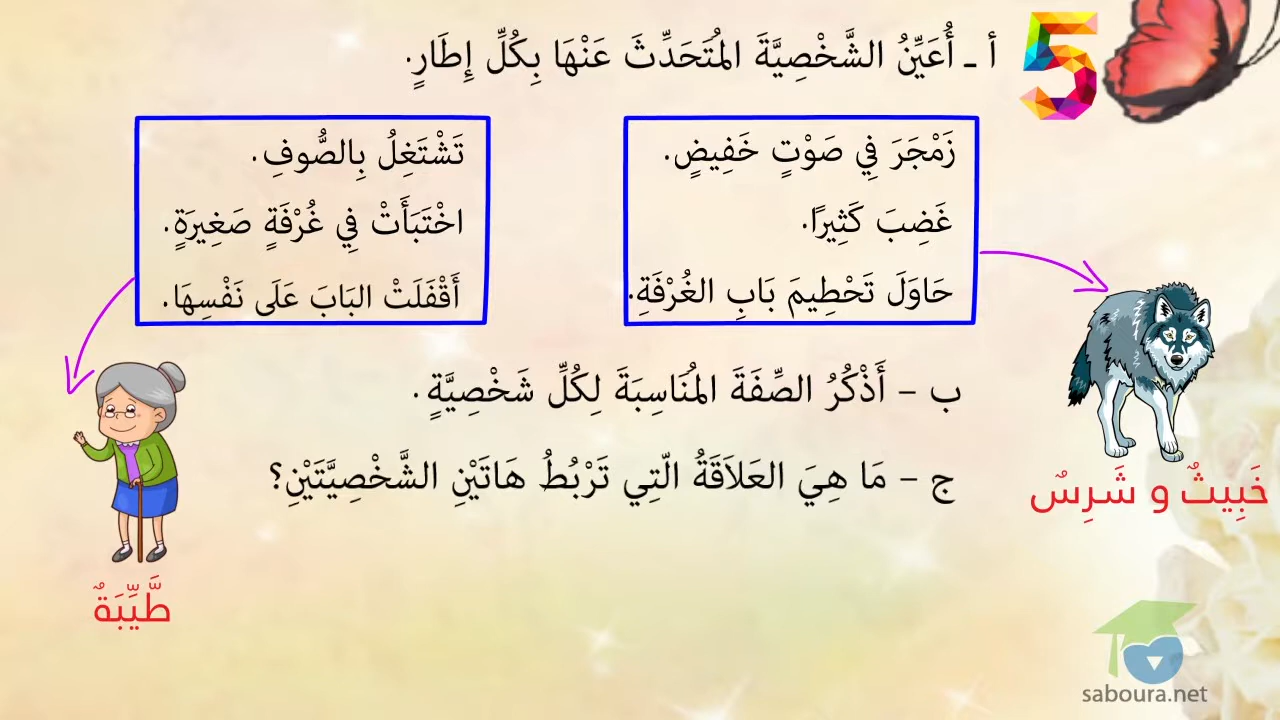 5
أ ـ أُعَيِّنُ الشَّخْصِيَّةَ المُتَحَدِّثَ عَنْهَا بِكُلِّ إِطَارٍ.
زَمْجَرَ فِي صَوْتٍ خَفِيضٍ.
غَضِبَ كَثِيرًا.
حَاوَلَ تَحْطِيمَ بَابِ الغُرْفَةِ.
تَشْتَغِلُ بِالصُّوفِ.
اخْتَبَأَتْ فِي غُرْفَةٍ صَغِيرَةٍ.
أَقْفَلَتْ البَابَ عَلَى نَفْسِهَا.
ب – أَذْكُرُ الصِّفَةَ المُنَاسِبَةَ لِكُلِّ شَخْصِيَّةٍ.
ج – مَا هِيَ العَلاَقَةُ الّتِي تَرْبُطُ هَاتَيْنِ الشَّخْصِيَّتَيْنِ؟
خَبِيثٌ و شَرِسٌ
طَّيِّبَةٌ
saboura.net